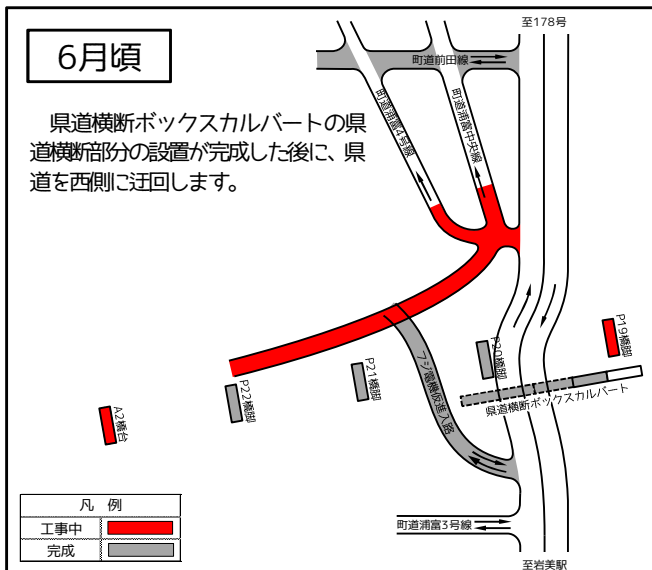 6月頃
県道横断ボックスカルバートの県
道横断部分の設置が完成した後に、県
道を西側に迂回します。
至178号
町道前田線
町道浦富4号線
町道浦富中央線
P19橋脚
P20橋脚
P21橋脚
P22橋脚
A2橋台
フジ電機仮進入路
県道横断ボックスカルバート
町道浦富3号線
至岩美駅
凡 例
工事中
完成